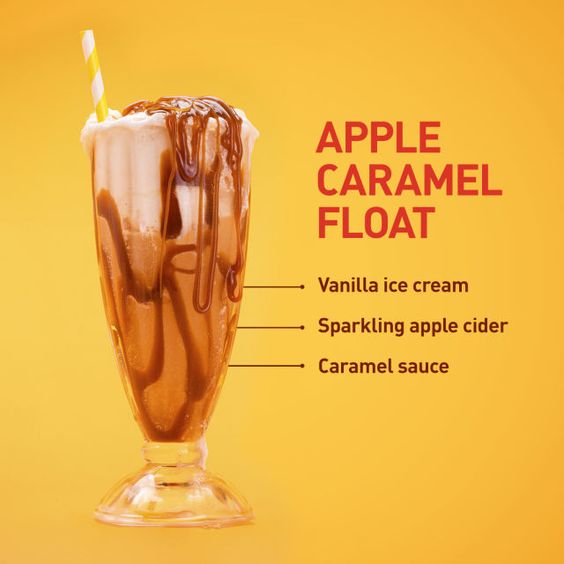 APPLE
CARAMEL
FLOAT
Vanilla ice cream
Sparkling apple cider
Caramel sauce